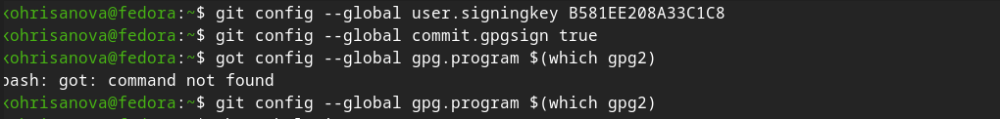 kohrisanova@fedora:~$ git config --global user.signingkey B581EE208A33C1C8
kohrisanova@fedora:~$ git config --global commit.gpgsign true
kohrisanova@fedora:~$ got config --global gpg.program $(which gpg2)
bash: got: command not found
kohrisanova@fedora:~$ git config --global gpg.program $(which gpg2)